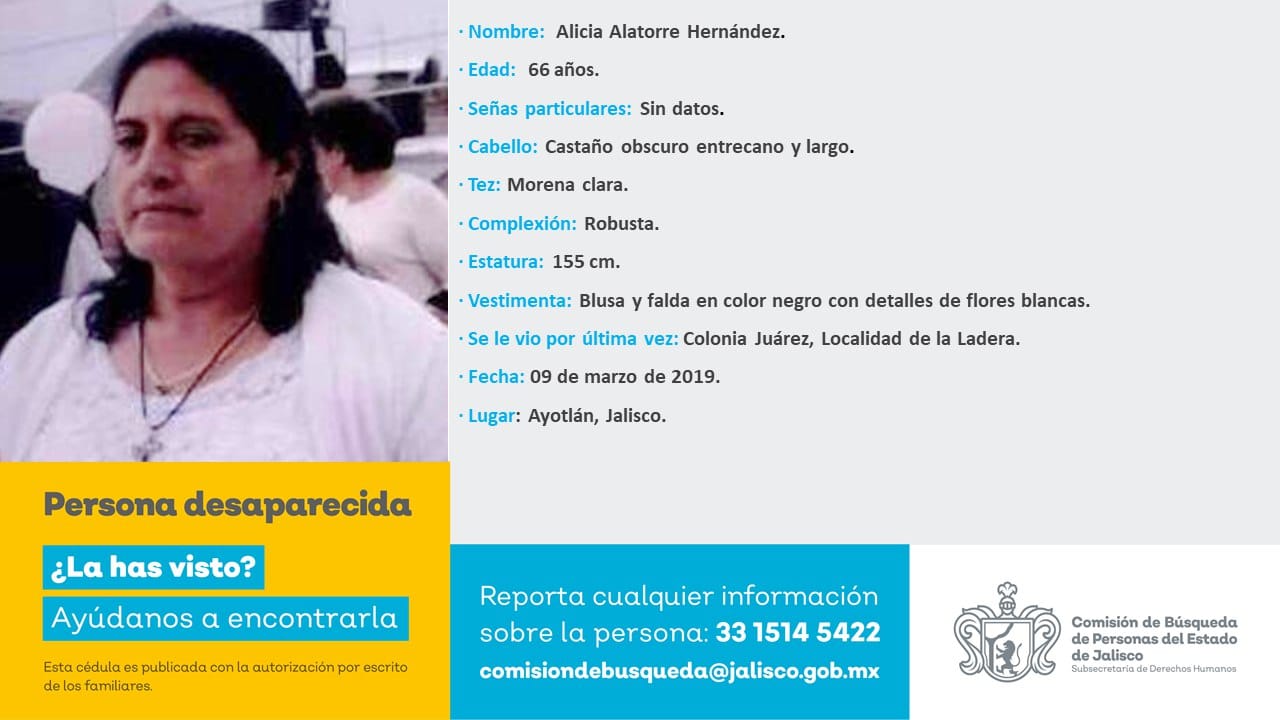 · Nombre: Alicia Alatorre Hernández.
· Edad: 66 años.
· Señas particulares: Sin datos.
· Cabello: Castaño obscuro entrecano y largo.
· Tez: Morena clara.
· Complexión: Robusta.
· Estatura: 155 cm.
· Vestimenta: Blusa y falda en color negro con detalles de flores blancas.
· Se le vio por última vez: Colonia Juárez, Localidad de la Ladera.
· Fecha: 09 de marzo de 2019.
· Lugar: Ayotlán, Jalisco.
Persona desaparecida
¿La has visto?
Ayúdanos a encontrarla
Esta cédula es publicada con la autorización por escrito
de los familiares.
Reporta cualquier información
sobre la persona: 33 1514 5422
comisiondebusqueda@jalisco.gob.mx
Comisión de Búsqueda
de Personas del Estado
de Jalisco
Subsecretaría de Derechos Humanos